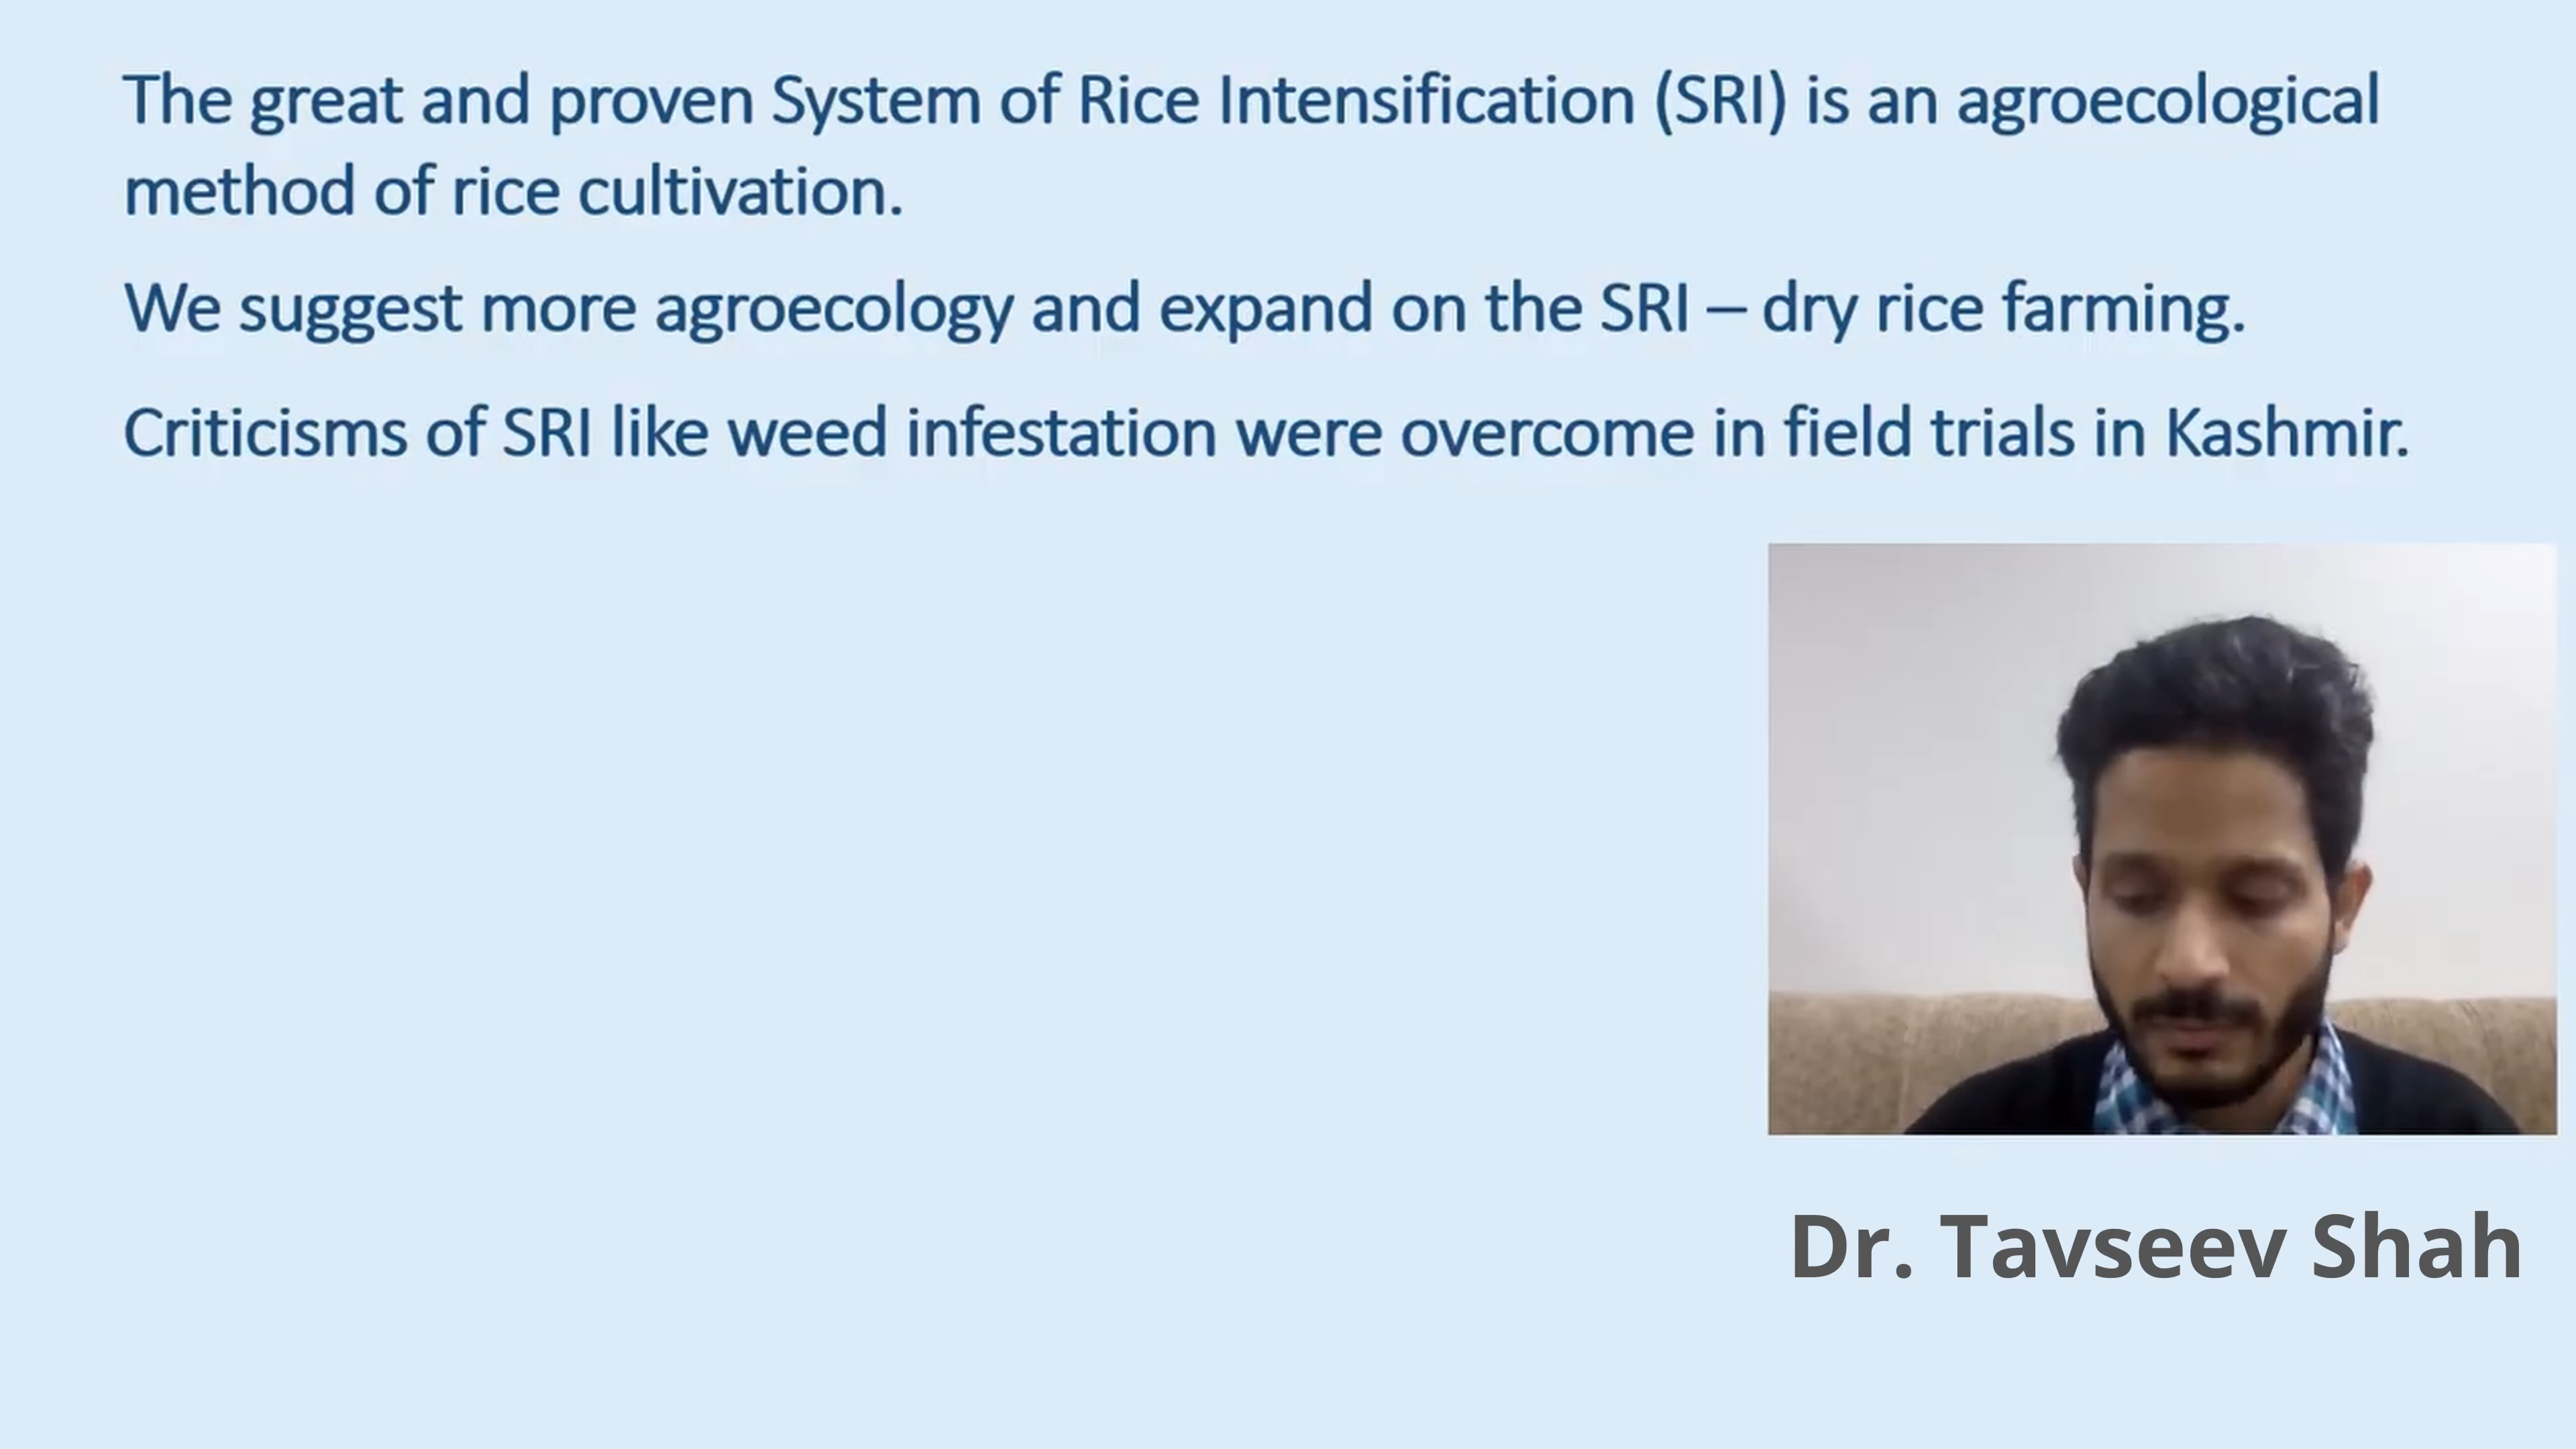 The great and proven System of Rice Intensification (SRI) is an agroecological
method of rice cultivation.
We suggest more agroecology and expand on the SRI – dry rice farming.
Criticisms of SRI like weed infestation were overcome in field trials in Kashmir.
Dr. Tavseev Shah